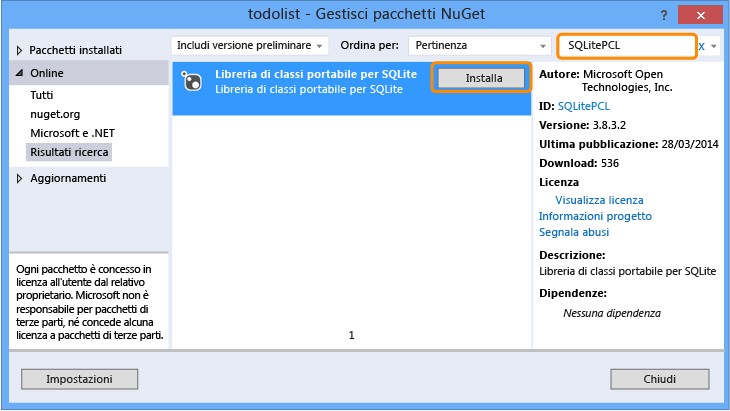 todolist - Gestisci pacchetti NuGet
?
x
Pacchetti installati
Online
Tutti
nuget.org
Microsoft e .NET
Risultati ricerca
Aggiornamenti
Ogni pacchetto è concesso in
licenza all'utente dal relativo
proprietario. Microsoft non è
responsabile per pacchetti di
terze parti, né concede alcuna
licenza a pacchetti di terze parti.
Includi versione preliminare
Ordina per:
Pertinenza
Libreria di classi portabile per SQLite
Libreria di classi portabile per SQLite
Installa
1
SQLitePCL
x
Autore: Microsoft Open
Technologies, Inc.
ID: SQLitePCL
Versione: 3.8.3.2
Ultima pubblicazione: 28/03/2014
Download: 536
Licenza
Visualizza licenza
Informazioni progetto
Segnala abusi
Descrizione:
Libreria di classi portabile per SQLite
Dipendenze:
Nessuna dipendenza
Impostazioni
Chiudi